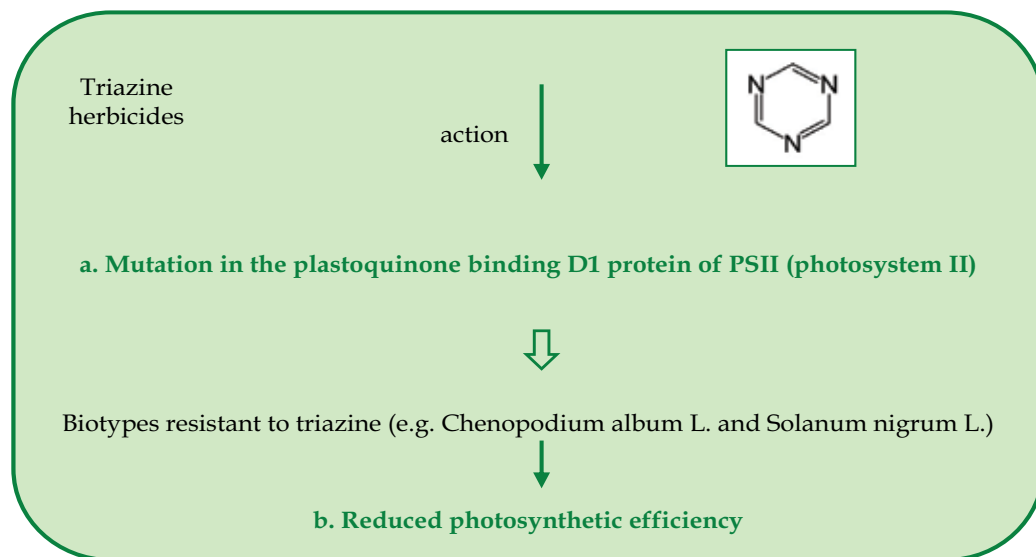 Triazine
herbicides
action
N N
N
a. Mutation in the plastoquinone binding D1 protein of PSII (photosystem II)
Biotypes resistant to triazine (e.g. Chenopodium album L. and Solanum nigrum L.)
b. Reduced photosynthetic efficiency